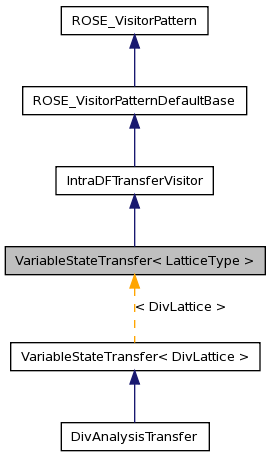 ROSE_VisitorPattern
ROSE_VisitorPatternDefaultBase
IntraDFTransferVisitor
VariableStateTransfer< LatticeType >
< DivLattice >
VariableStateTransfer< DivLattice >
DivAnalysisTransfer